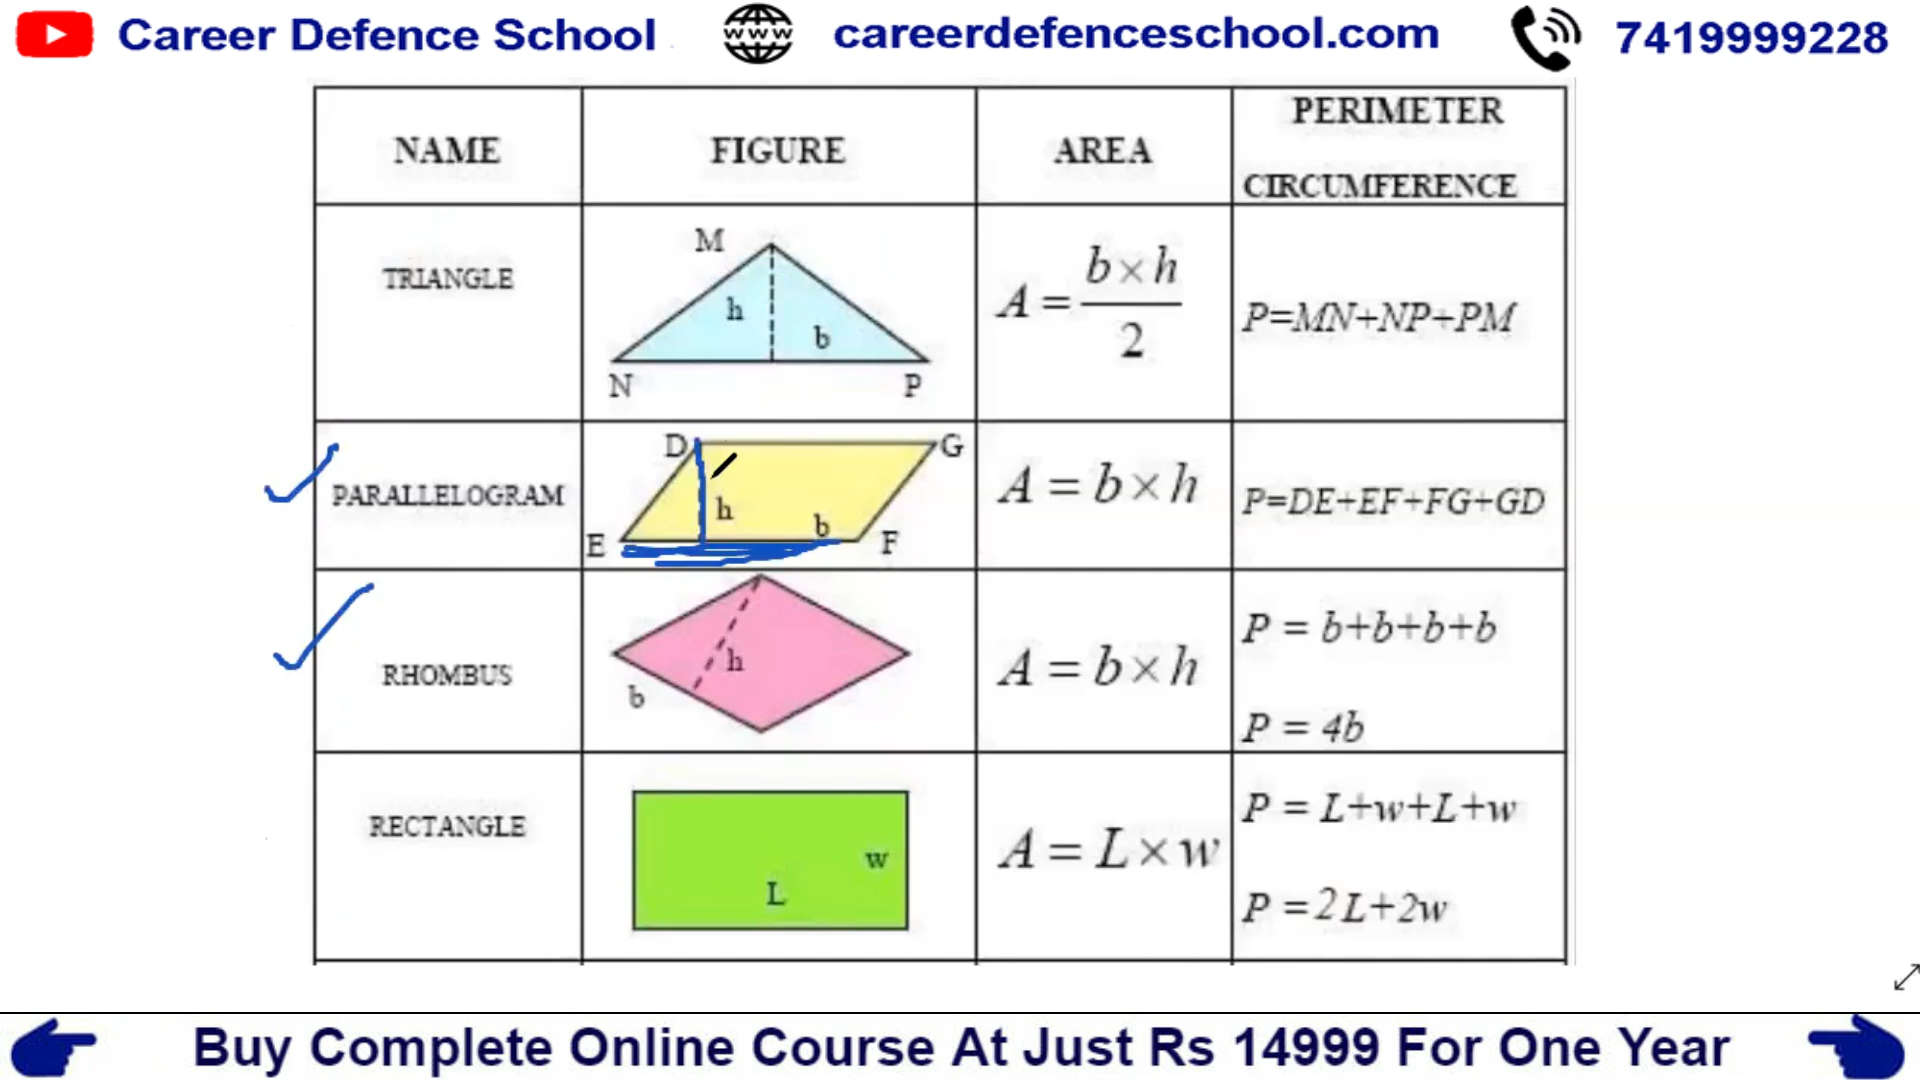 Career Defence School
WWW
careerdefenceschool.com
7419999228
NAME
FIGURE
AREA
PERIMETER
CIRCUMFERENCE
TRIANGLE
M
h
b
N
P
A = b×h
2
P=MN+NP+PM
PARALLELOGRAM
D
G
h
b
E
F
A = b×h
P=DE+EF+FG+GD
RHOMBUS
h
b
A = b×h
P = b+b+b+b
P = 4b
RECTANGLE
w
L
A = L×w
P = L+w+L+w
P =2L+2w
Buy Complete Online Course At Just Rs 14999 For One Year